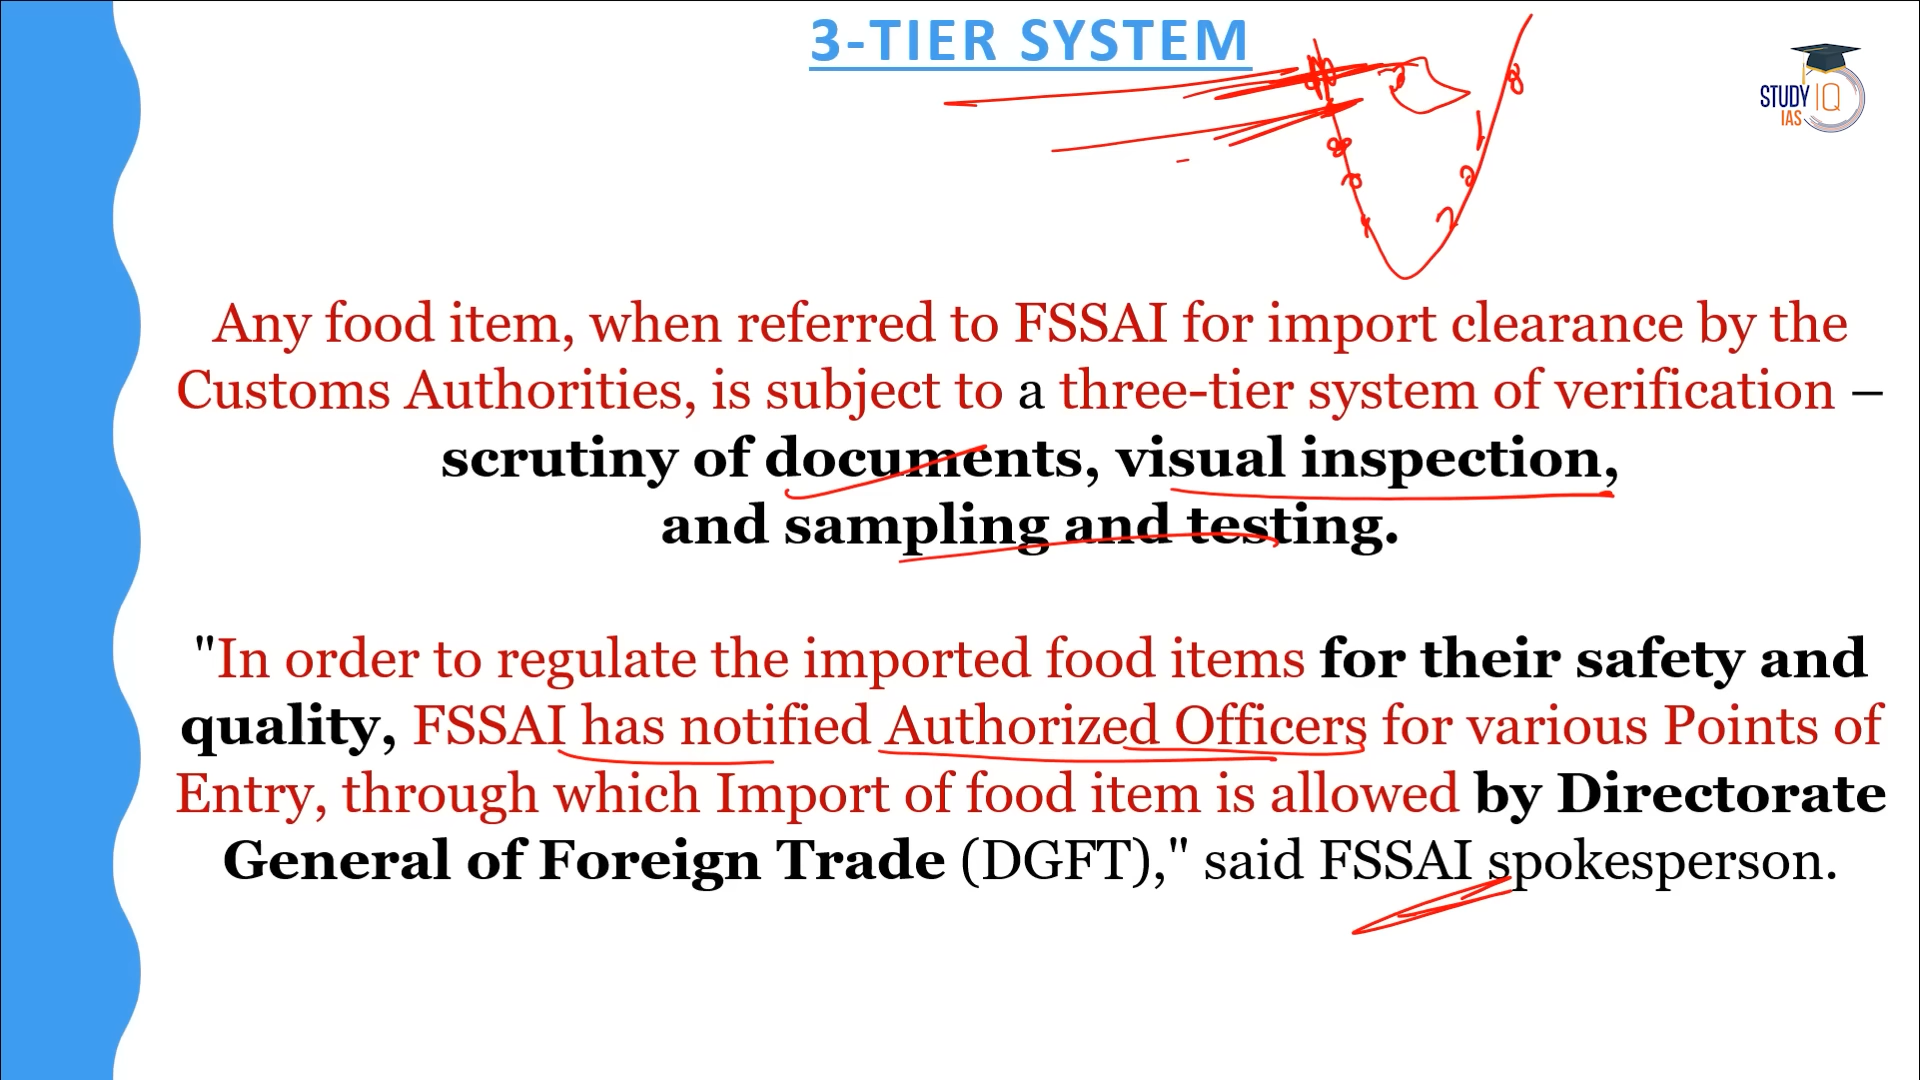 3-TIER SYSTEM
STUDY IQ
IAS
Any food item, when referred to FSSAI for import clearance by the
Customs Authorities, is subject to a three-tier system of verification –
scrutiny of documents, visual inspection,
and sampling and testing.
"In order to regulate the imported food items for their safety and
quality, FSSAI has notified Authorized Officers for various Points of
Entry, through which Import of food item is allowed by Directorate
General of Foreign Trade (DGFT)," said FSSAI spokesperson.